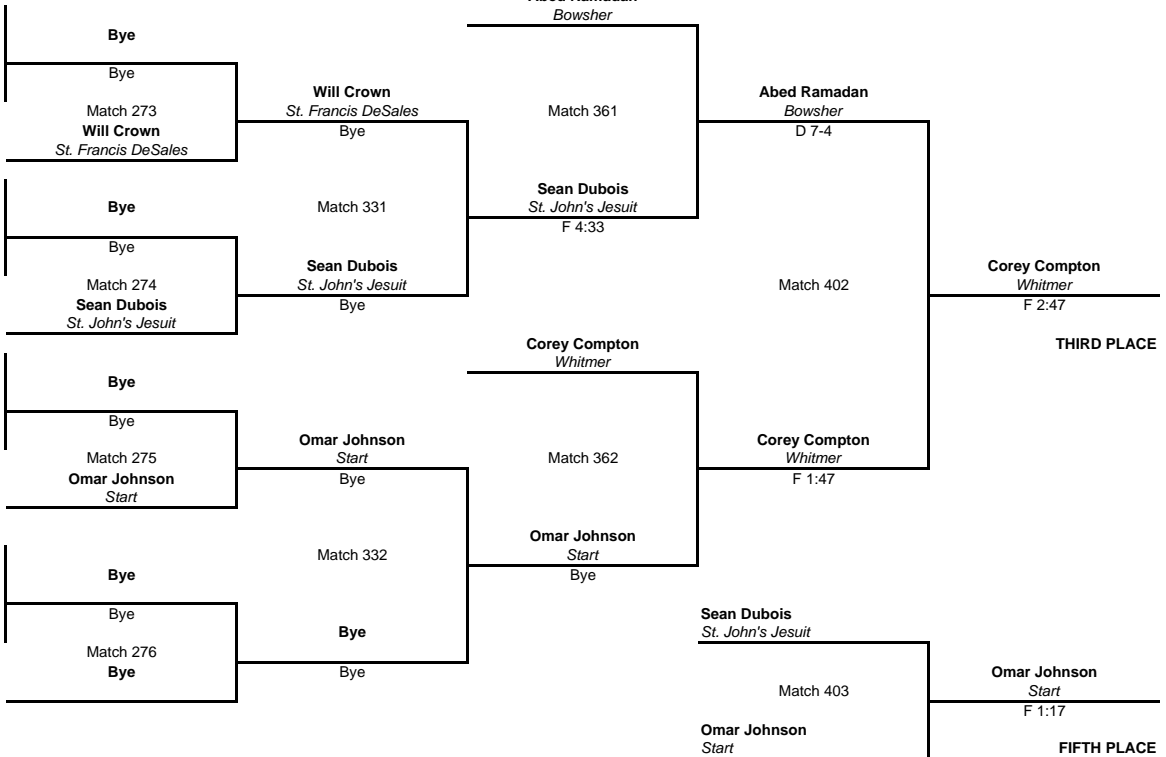 Abed Ramadan
Bowsher
Bye
Bye
Match 273
Will Crown
St. Francis DeSales
Will Crown
St. Francis DeSales
Bye
Match 361
Abed Ramadan
Bowsher
D 7-4
Bye
Bye
Match 274
Sean Dubois
St. John's Jesuit
Match 331
Sean Dubois
St. John's Jesuit
Bye
Sean Dubois
St. John's Jesuit
F 4:33
Match 402
Corey Compton
Whitmer
F 2:47
THIRD PLACE
Bye
Bye
Match 275
Omar Johnson
Start
Omar Johnson
Start
Bye
Corey Compton
Whitmer
Match 362
Corey Compton
Whitmer
F 1:47
Bye
Bye
Match 276
Bye
Match 332
Bye
Bye
Omar Johnson
Start
Bye
Sean Dubois
St. John's Jesuit
Match 403
Omar Johnson
Start
Omar Johnson
Start
F 1:17
FIFTH PLACE